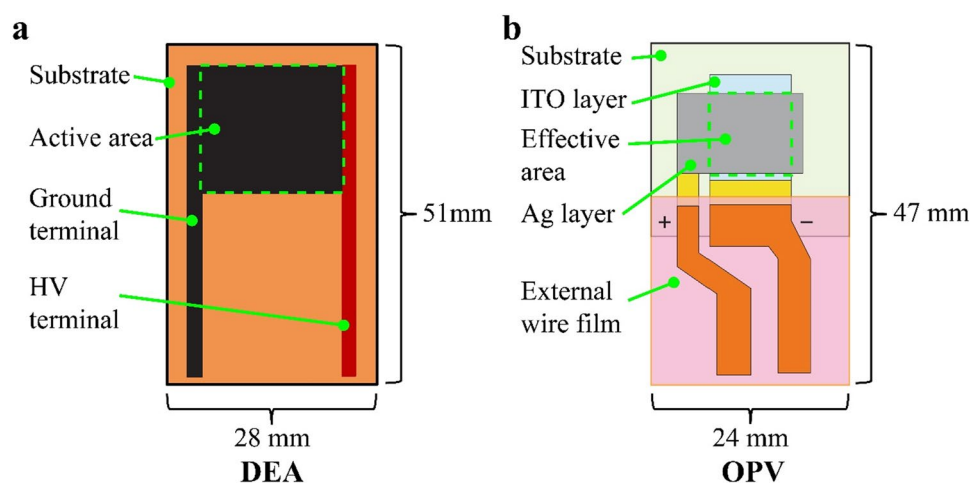 a
Substrate
Active area
Ground
terminal
HV
terminal
51mm
28 mm
DEA
b
Substrate
ITO layer
Effective
area
Ag layer
+
−
External
wire film
47 mm
24 mm
OPV